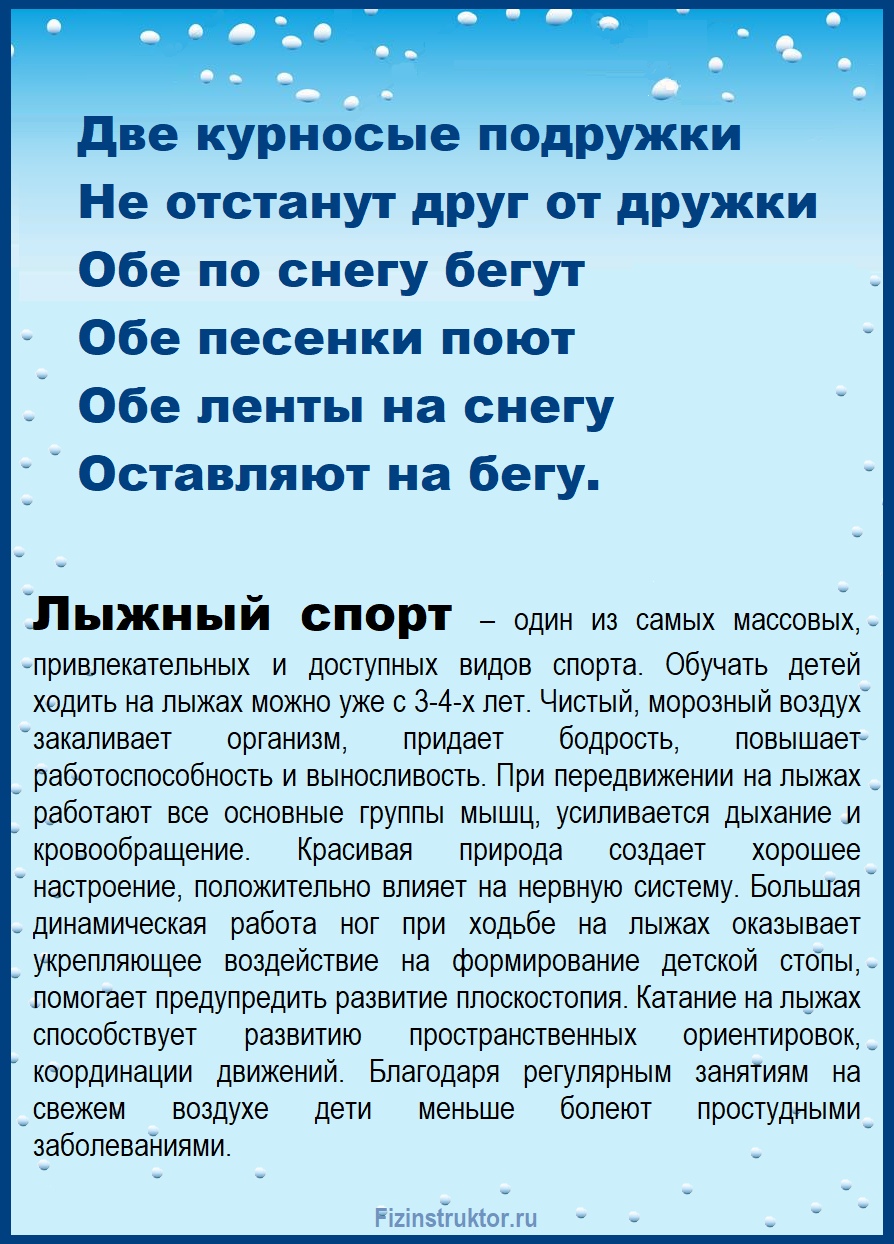 Две курносые подружки
Не отстанут друг от дружки
Обе по снегу бегут
Обе песенки поют
Обе ленты на снегу
Оставляют на бегу.
Лыжный спорт – один из самых массовых,
привлекательных и доступных видов спорта. Обучать детей
ходить на лыжах можно уже с 3-4-х лет. Чистый, морозный воздух
закаливает организм, придает бодрость, повышает
работоспособность и выносливость. При передвижении на лыжах
работают все основные группы мышц, усиливается дыхание и
кровообращение. Красивая природа создает хорошее
настроение, положительно влияет на нервную систему. Большая
динамическая работа ног при ходьбе на лыжах оказывает
укрепляющее воздействие на формирование детской стопы,
помогает предупредить развитие плоскостопия. Катание на лыжах
способствует развитию пространственных ориентировок,
координации движений. Благодаря регулярным занятиям на
свежем воздухе дети меньше болеют простудными
заболеваниями.
Fizinstruktor.ru